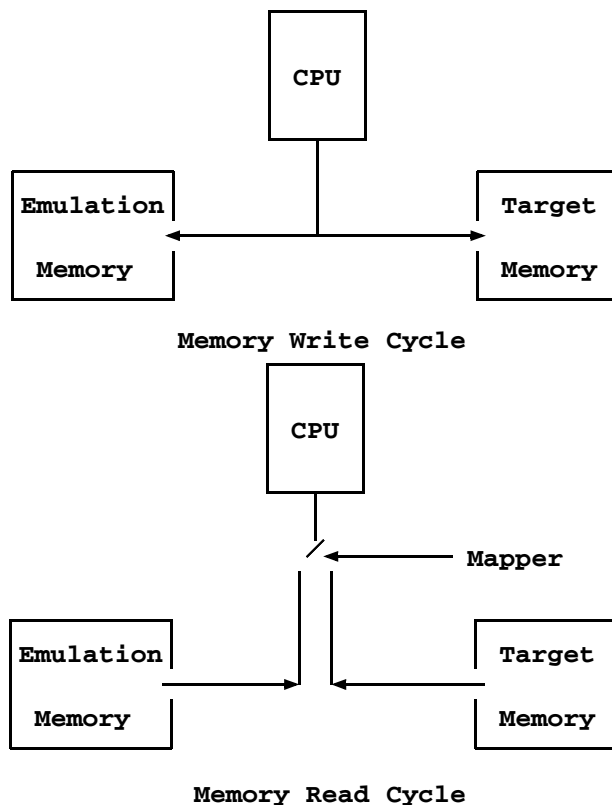 CPU
Emulation
Memory
Target
Memory
Memory Write Cycle
CPU
Mapper
Emulation
Memory
Target
Memory
Memory Read Cycle